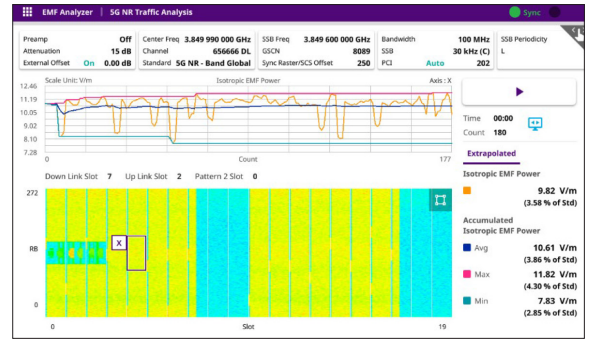 EMF Analyzer 5G NR Traffic Analysis Sync
Preamp Off
Attenuation 15 dB
External Offset On 0.00 dB
Center Freq 3.849 990 000 GHz
Channel 656666 DL
Standard 5G NR - Band Global
SSB Freq 3.849 600 000 GHz
GSCN 8089
Sync Raster/SCS Offset 250
Bandwidth 100 MHz
SSB 30 kHz (C)
PCI Auto 202
SSB Periodicity
L
Scale Unit: V/m Isotropic EMF Power Axis : X
12.46
11.19
10.05
9.02
8.10
7.28
0 Count 177
Time 00:00
Count 180
Extrapolated
Isotropic EMF Power
9.82 V/m
(3.58 % of Std)
Accumulated
Isotropic EMF Power
Avg 10.61 V/m
(3.86 % of Std)
Max 11.82 V/m
(4.30 % of Std)
Min 7.83 V/m
(2.85 % of Std)
Down Link Slot 7 Up Link Slot 2 Pattern 2 Slot 0
272
X
RB
0
0 Slot 19